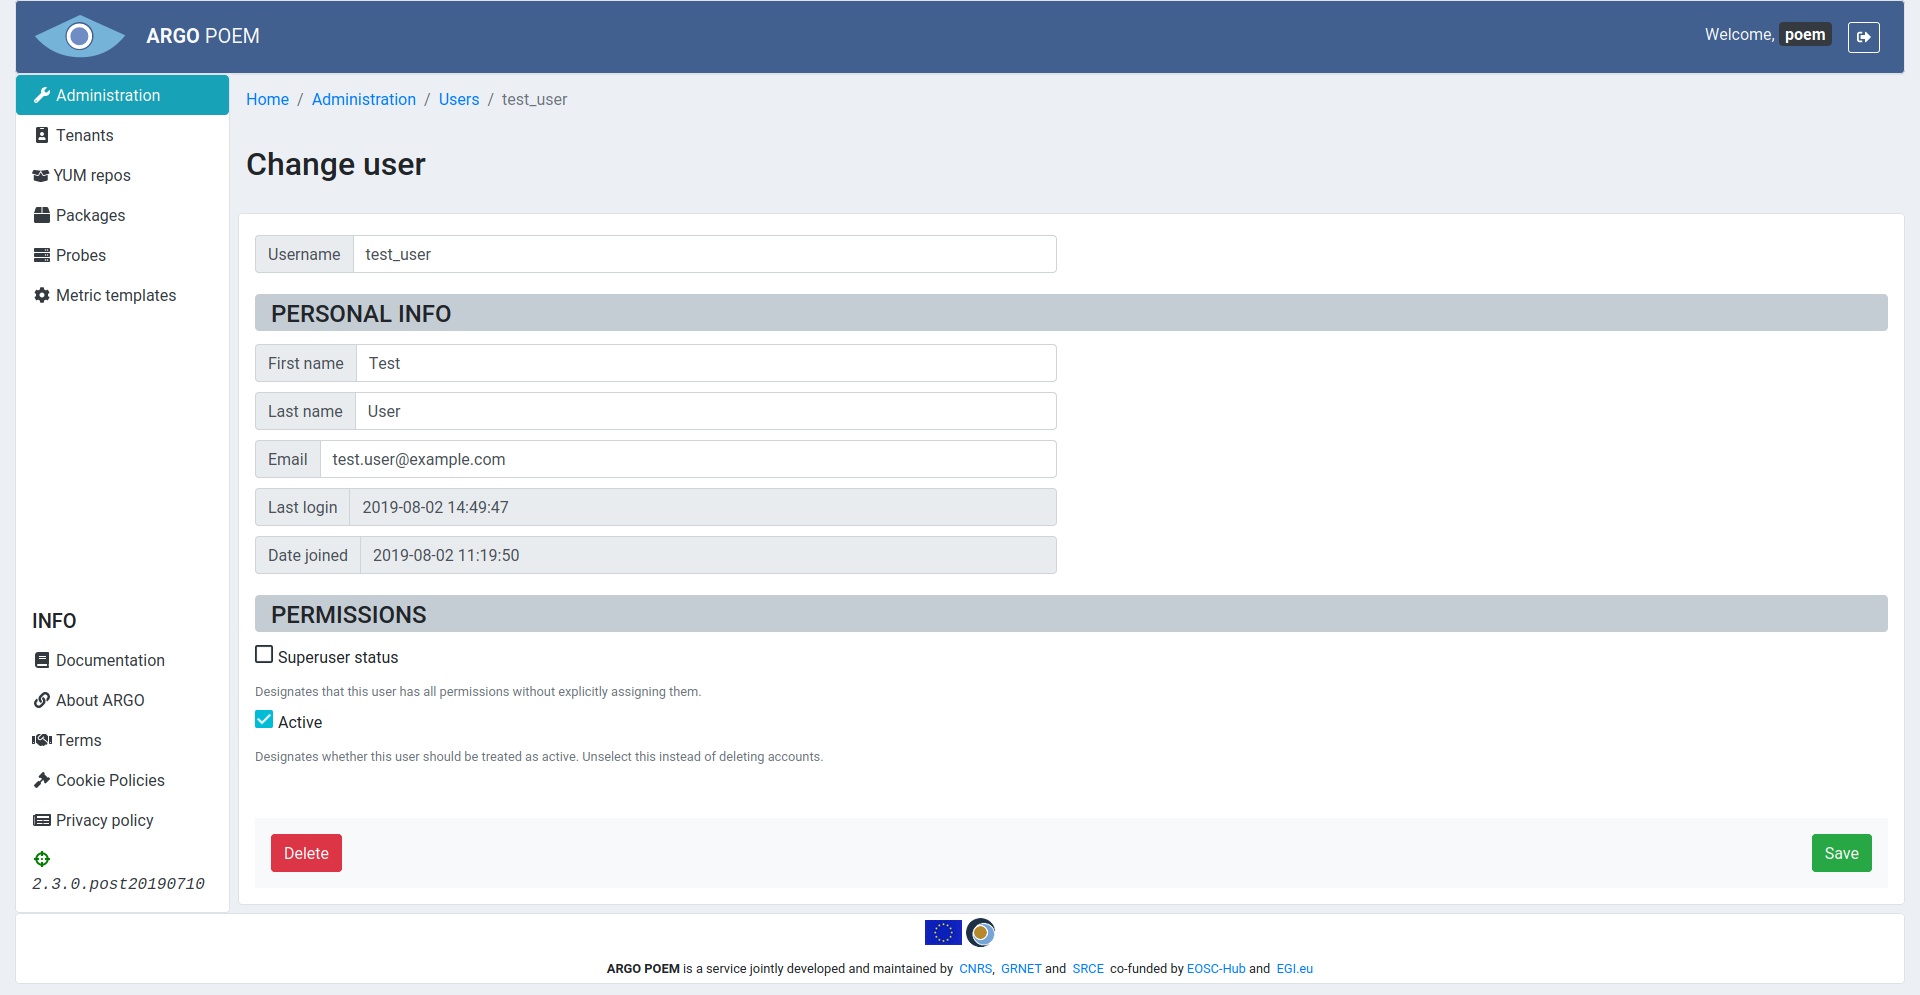 ARGO POEM
Welcome, poem
Administration
Tenants
YUM repos
Packages
Probes
Metric templates
INFO
Documentation
About ARGO
Terms
Cookie Policies
Privacy policy
2.3.0.post20190710
Home / Administration / Users / test_user
Change user
Username test_user
PERSONAL INFO
First name Test
Last name User
Email test.user@example.com
Last login 2019-08-02 14:49:47
Date joined 2019-08-02 11:19:50
PERMISSIONS
Superuser status
Designates that this user has all permissions without explicitly assigning them.
Active
Designates whether this user should be treated as active. Unselect this instead of deleting accounts.
Delete Save
ARGO POEM is a service jointly developed and maintained by CNRS, GRNET and SRCE co-funded by EOSC-Hub and EGI.eu